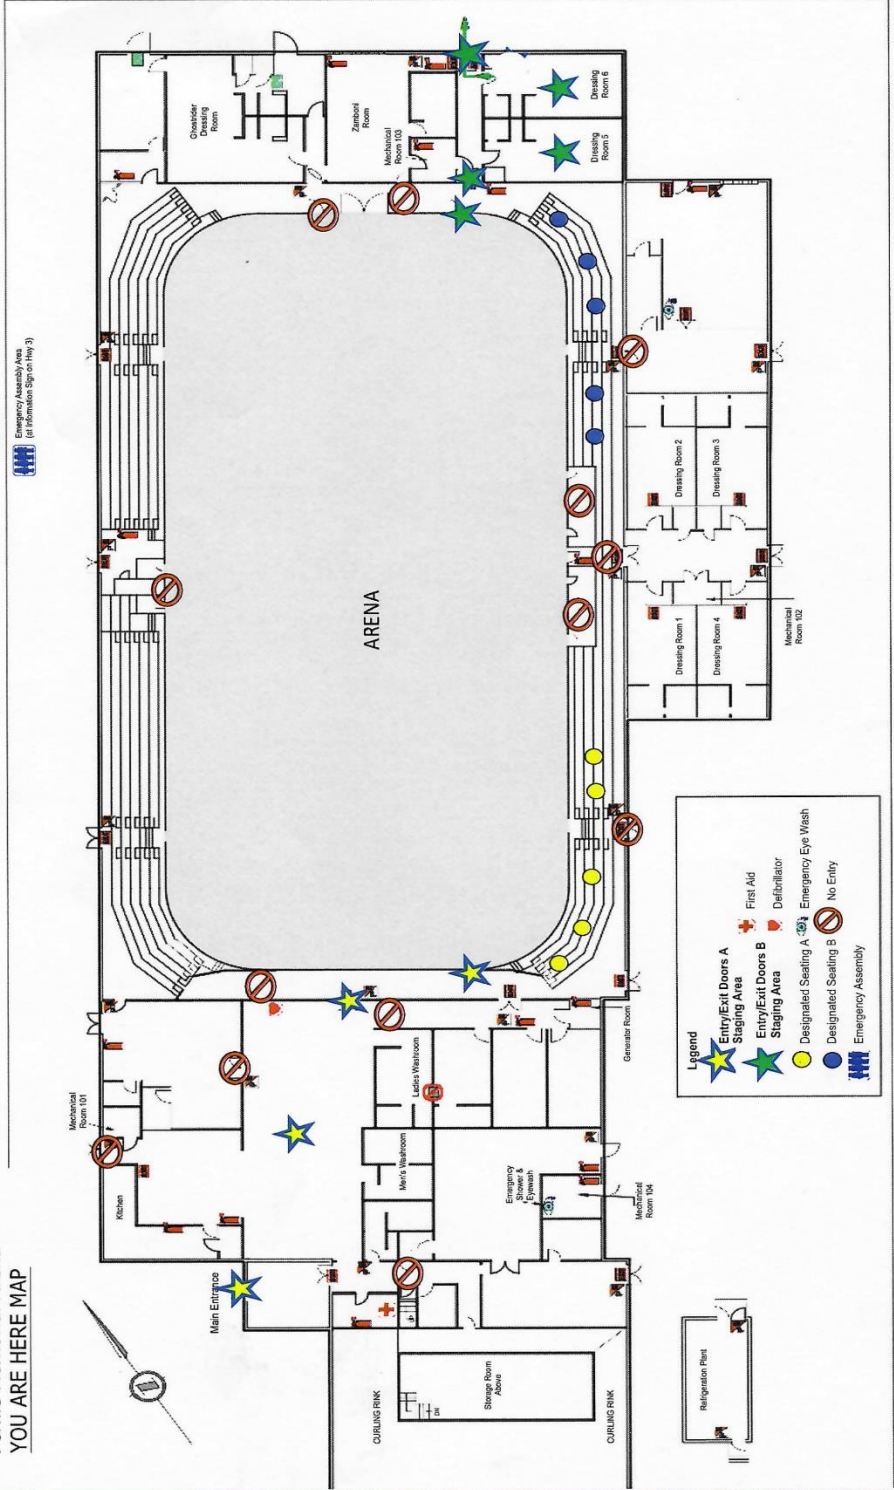 YOU ARE HERE MAP
Emergency Assembly Area
(at Information Sign on Hwy 3)
Ghostrider
Dressing
Room
Zamboni
Room
Mechanical
Room 103
Dressing
Room 6
Dressing
Room 5
ARENA
Dressing Room 2
Dressing Room 3
Dressing Room 1
Dressing Room 4
Mechanical
Room 102
Mechanical
Room 101
Kitchen
Main Entrance
Ladies Washroom
Men's Washroom
Generator Room
Emergency
Shower &
Eyewash
Mechanical
Room 104
CURLING RINK
Storage Room
Above
DN
CURLING RINK
Refrigeration Plant
Legend
Entry/Exit Doors A
Staging Area
Entry/Exit Doors B
Staging Area
Designated Seating A
Designated Seating B
Emergency Assembly
First Aid
Defibrillator
Emergency Eye Wash
No Entry